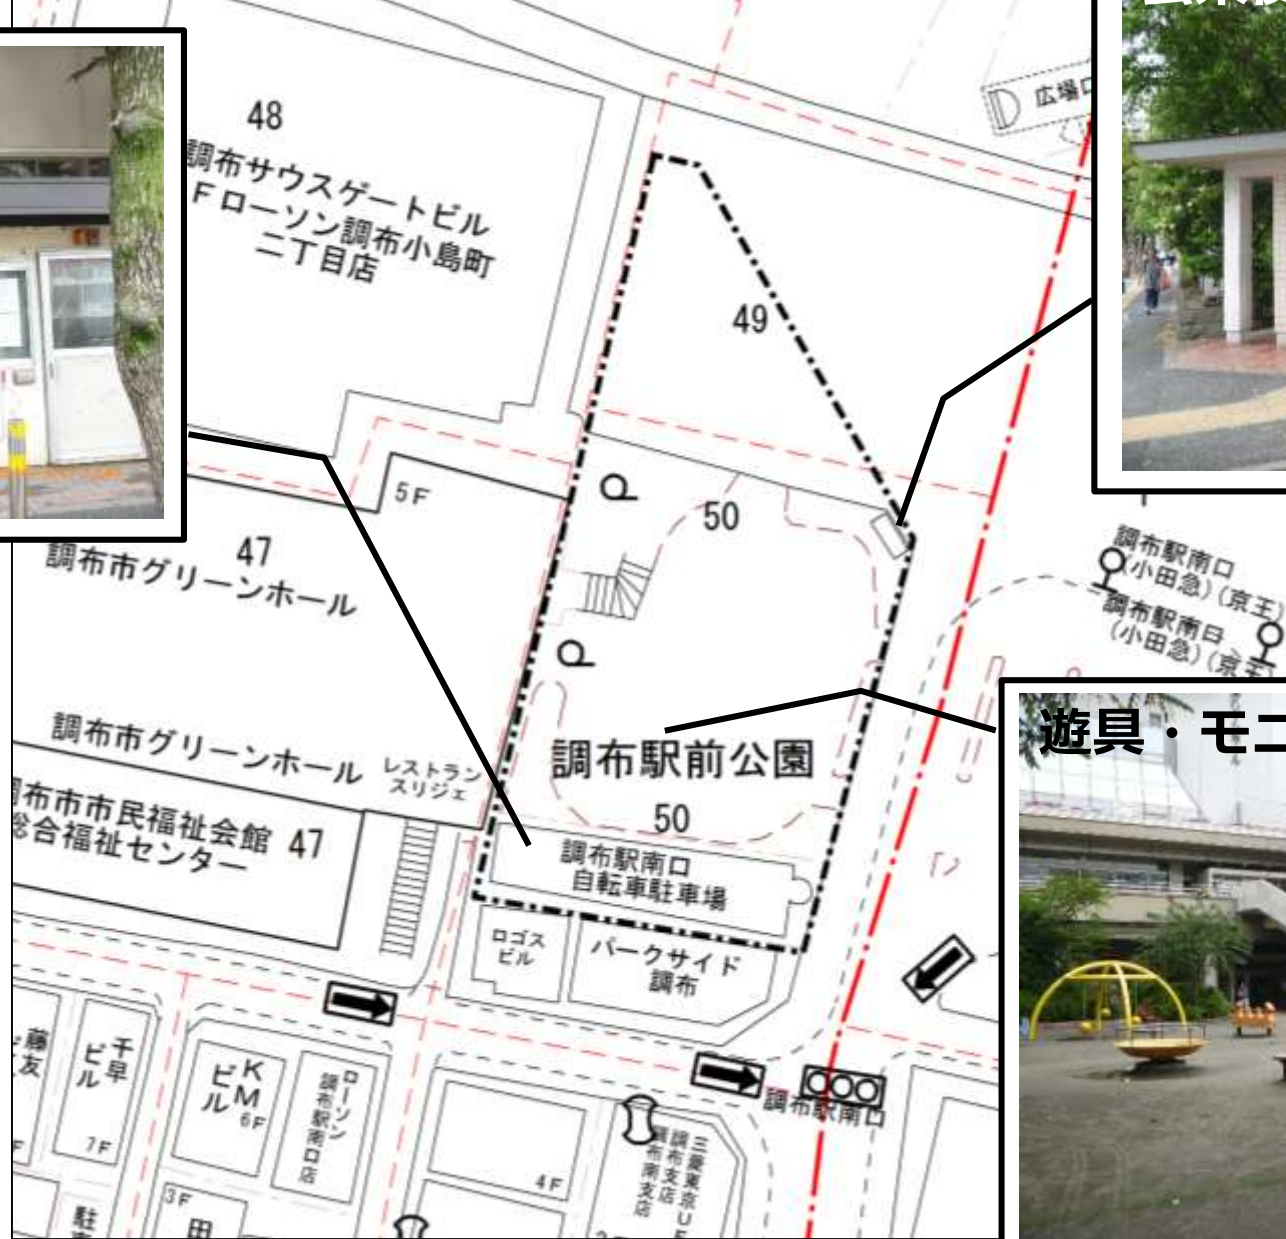 広場口
48
調布サウスゲートビル
Fローソン調布小島町
二丁目店
49
5F
50
47
調布市グリーンホール
調布駅南口
(小田急)(京王)
調布駅南口
(小田急)(京王)
遊具・モニ
調布市グリーンホール
レストラン
スリジェ
調布駅前公園
50
布市市民福祉会館 47
総合福祉センター
調布駅南口
自転車駐車場
ロゴス
ビル
パークサイド
調布
藤友
千早
ビル
7F
KM
ビル
6F
ローソン
調布駅南口店
調布駅南口
4F
三菱東京UF
調布支店
調布南支店
3F
田
駐